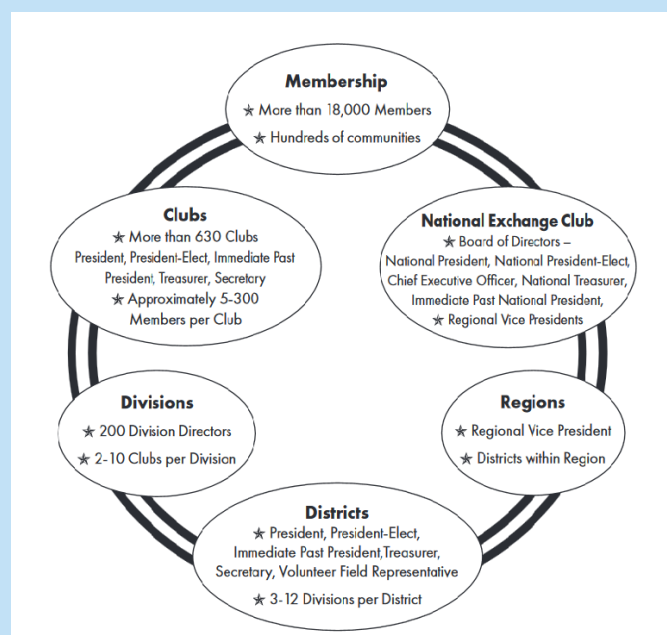 Membership
★ More than 18,000 Members
★ Hundreds of communities
Clubs
★ More than 630 Clubs
President, President-Elect, Immediate Past
President, Treasurer, Secretary
★ Approximately 5-300
Members per Club
National Exchange Club
★ Board of Directors –
National President, National President-Elect,
Chief Executive Officer, National Treasurer,
Immediate Past National President,
★ Regional Vice Presidents
Divisions
★ 200 Division Directors
★ 2-10 Clubs per Division
Regions
★ Regional Vice President
★ Districts within Region
Districts
★ President, President-Elect,
Immediate Past President,Treasurer,
Secretary, Volunteer Field Representative
★ 3-12 Divisions per District